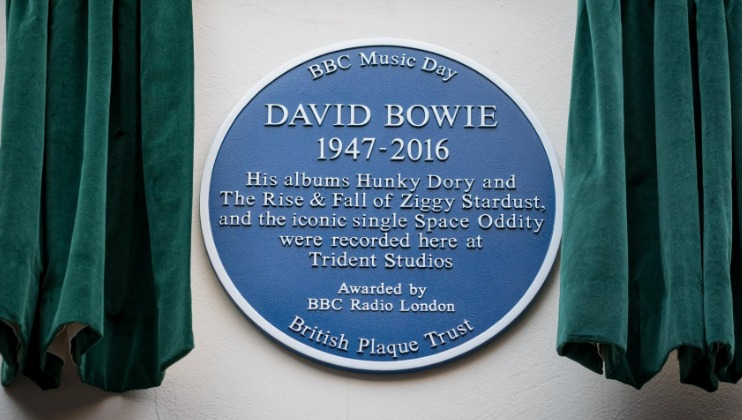 BBC Music Day
DAVID BOWIE
1947-2016
His albums Hunky Dory and
The Rise & Fall of Ziggy Stardust,
and the iconic single Space Oddity
were recorded here at
Trident Studios
Awarded by
BBC Radio London
British Plaque Trust